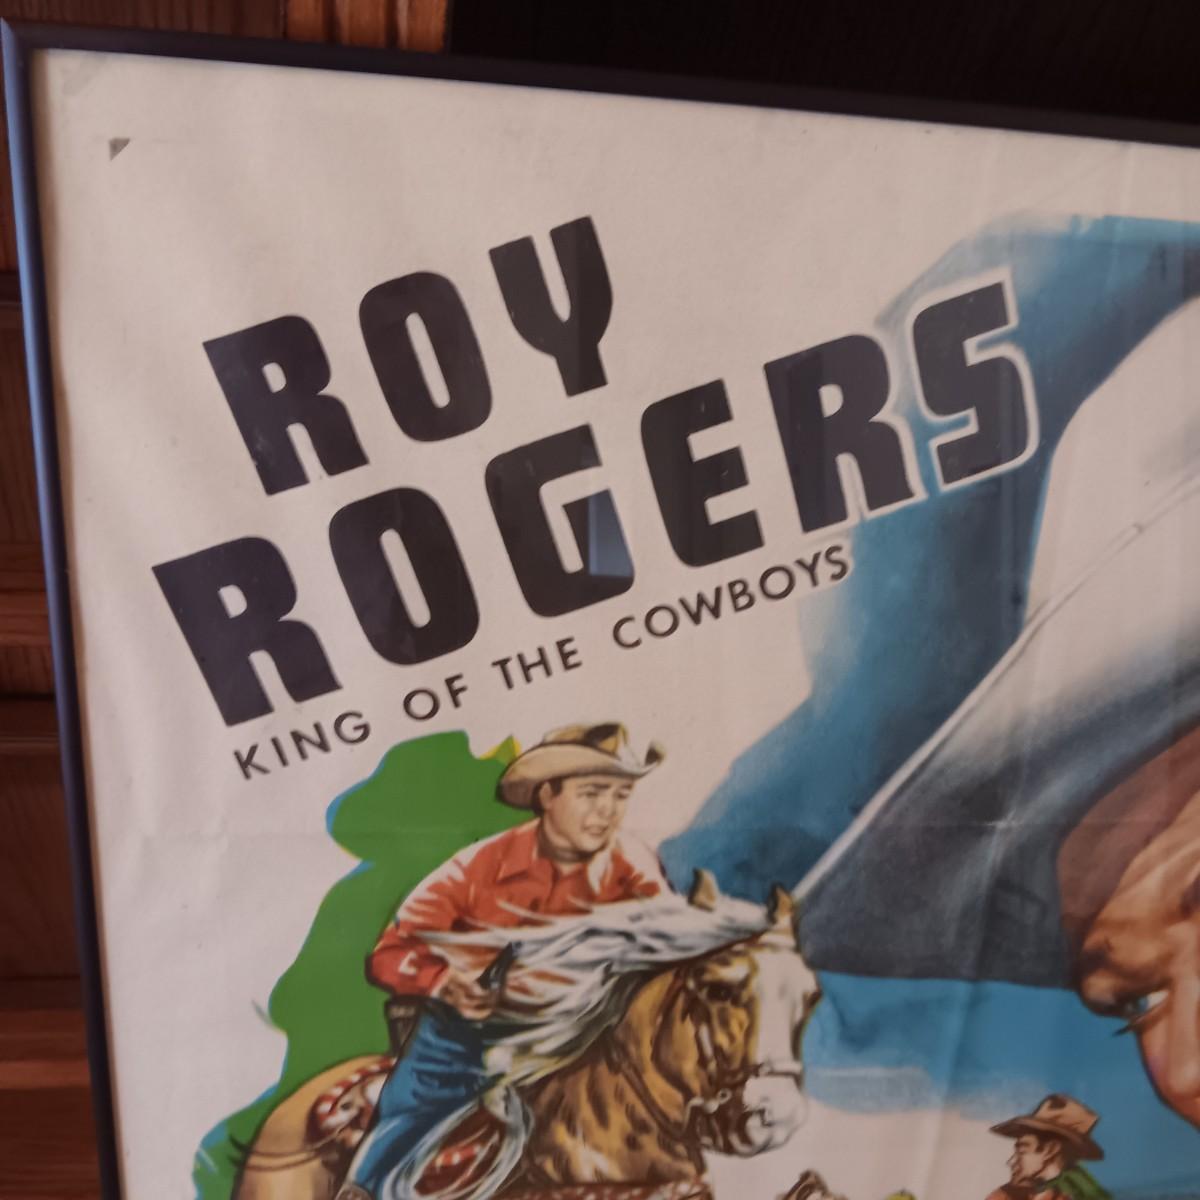 ROY
ROGERS
KING OF THE COWBOYS